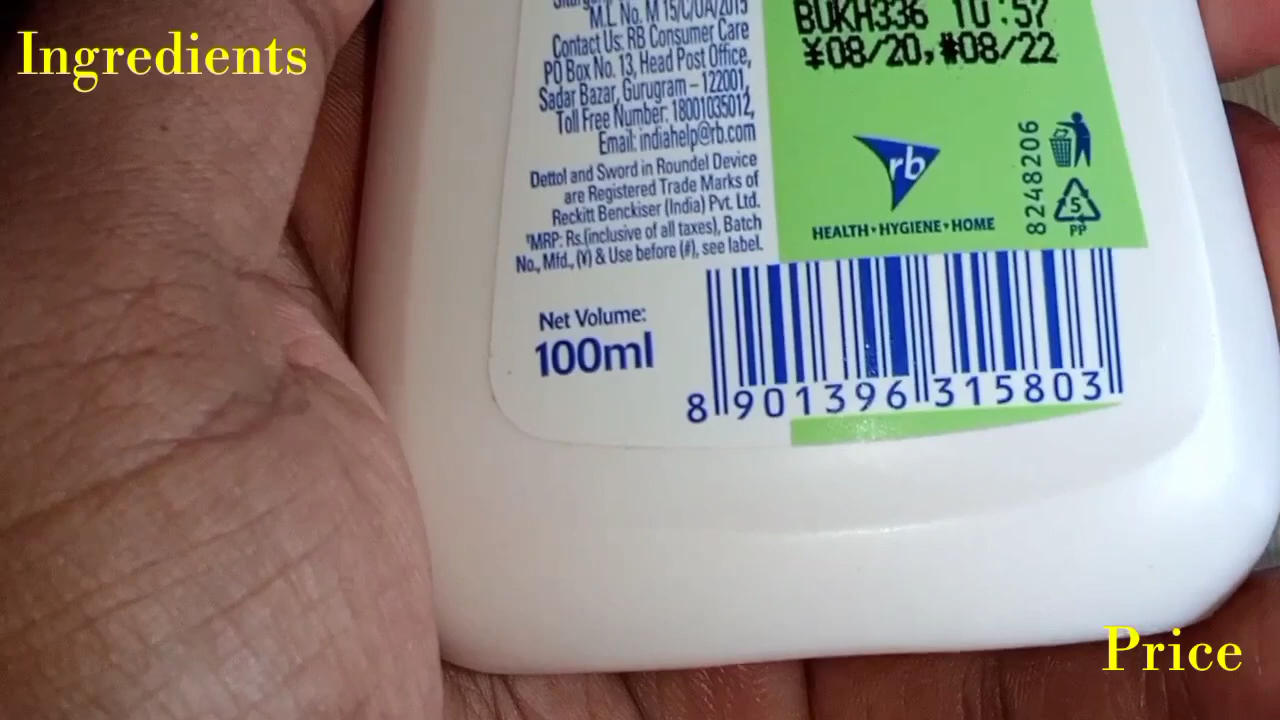 Ingredients
M.L. No. M 15/C/UA/2015
Contact Us: RB Consumer Care
PO Box No. 13, Head Post Office,
Sadar Bazar, Gurugram – 122001,
Toll Free Number: 18001035012,
Email: indiahelp@rb.com
Dettol and Sword in Roundel Device
are Registered Trade Marks of
Reckitt Benckiser (India) Pvt. Ltd.
†MRP: Rs.(inclusive of all taxes), Batch
No., Mfd., (¥) & Use before (#), see label.
Net Volume:
100ml
BUKH336 10:57
¥08/20,#08/22
rb
HEALTH • HYGIENE • HOME
8248206
5
PP
8 901396 315803
Price